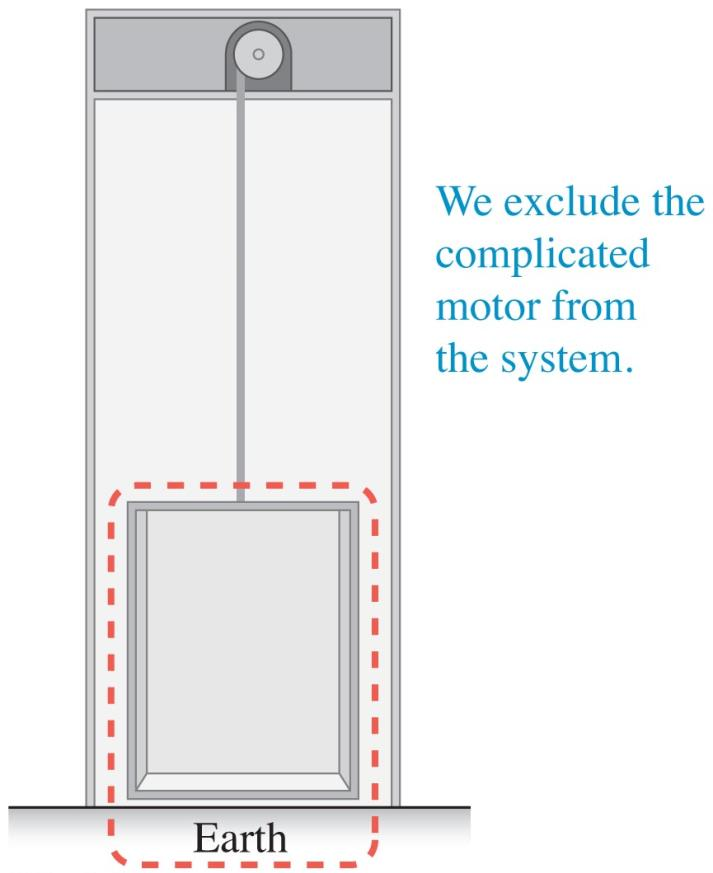 We exclude the
complicated
motor from
the system.
Earth